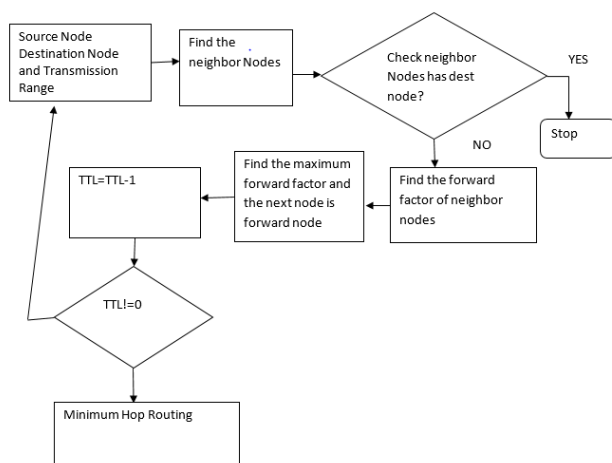 Source Node
Destination Node
and Transmission
Range
Find the
neighbor Nodes
Check neighbor
Nodes has dest
node?
YES
Stop
NO
Find the forward
factor of neighbor
nodes
Find the maximum
forward factor and
the next node is
forward node
TTL=TTL-1
TTL!=0
Minimum Hop Routing